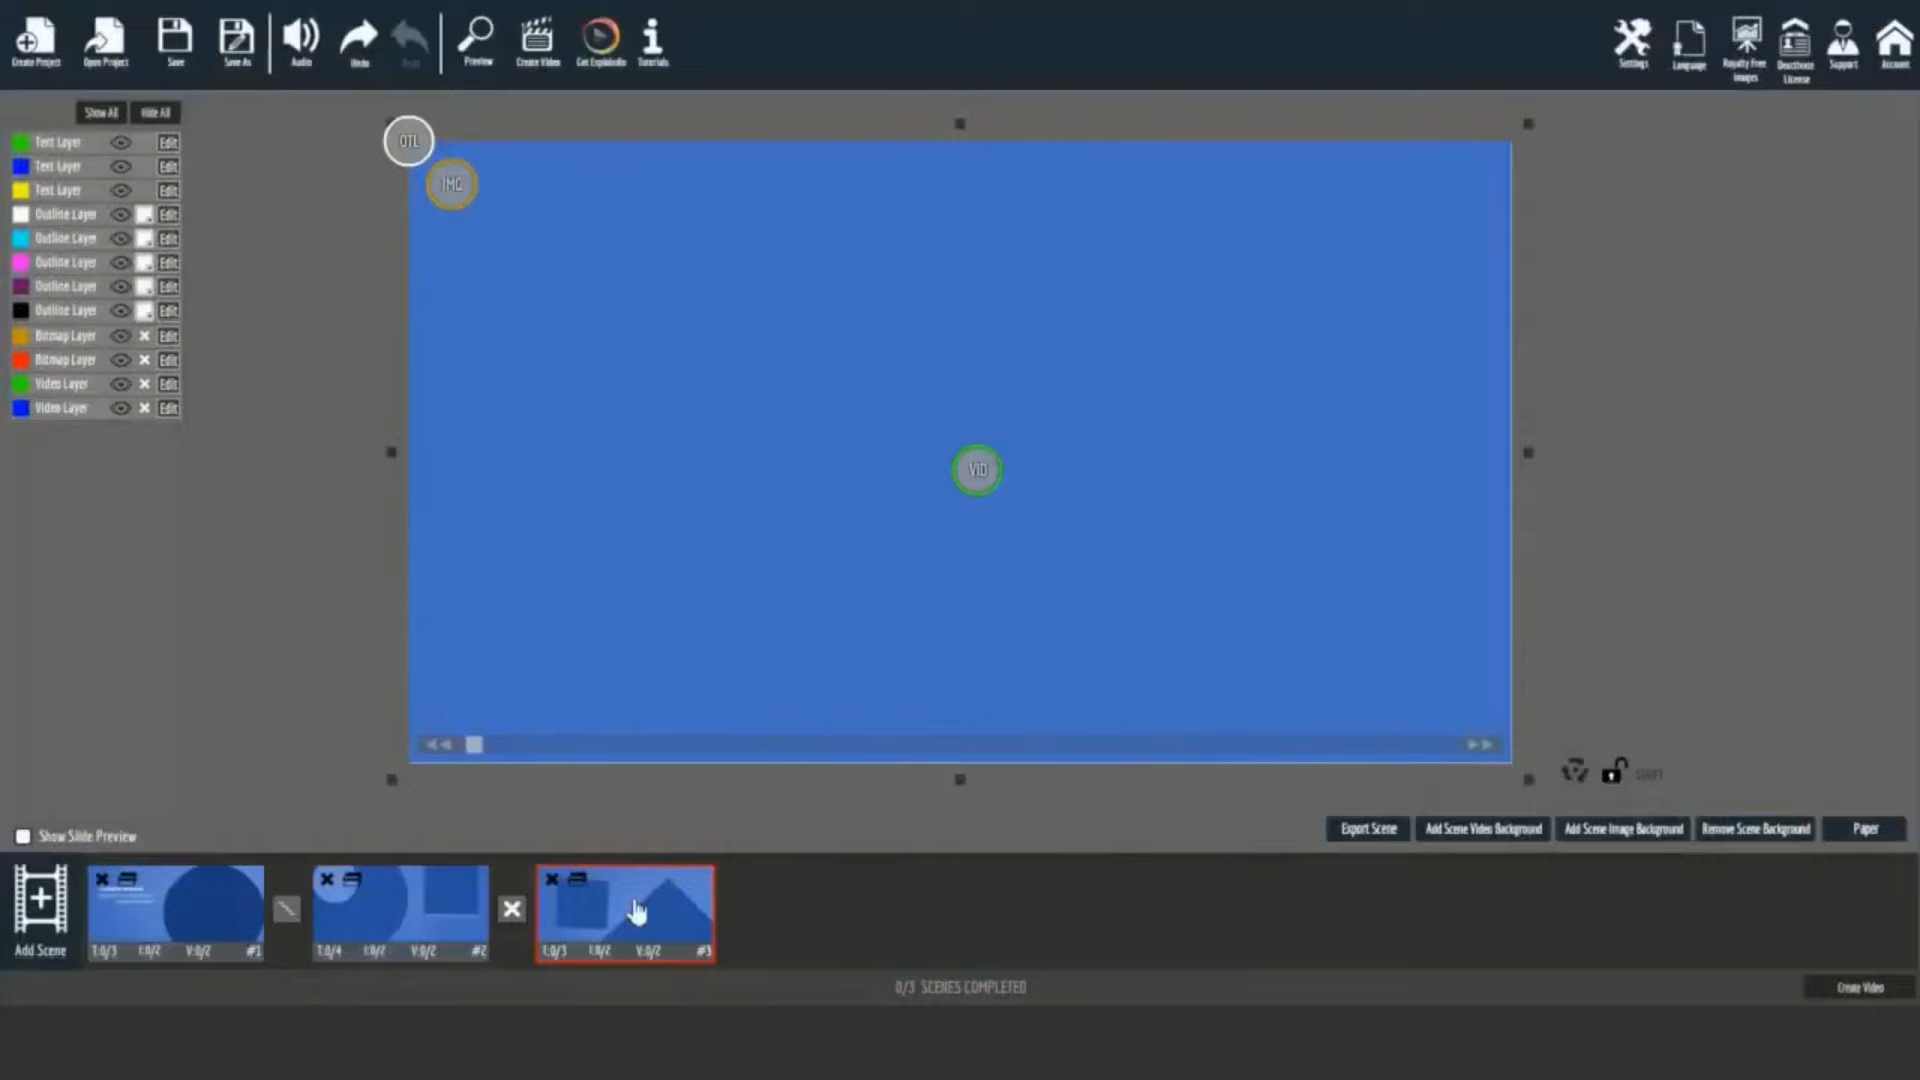 Create Project
Open Project
Save
Save As
Audio
Undo
Preview
Create Video
Get Explaindio
Tutorials
Settings
Language
Royalty Free Images
Deactivate License
Support
Account
Show All
Hide All
Text Layer Edit
Text Layer Edit
Text Layer Edit
Outline Layer Edit
Outline Layer Edit
Outline Layer Edit
Outline Layer Edit
Outline Layer Edit
Bitmap Layer Edit
Bitmap Layer Edit
Video Layer Edit
Video Layer Edit
OTL
IMG
VID
SHIFT
Show Slide Preview
Export Scene
Add Scene Video Background
Add Scene Image Background
Remove Scene Background
Paper
Add Scene
T:0/3 I:0/2 V:0/2 #1
T:0/4 I:0/2 V:0/2 #2
T:0/3 I:0/2 V:0/2 #3
0/3 SCENES COMPLETED
Create Video